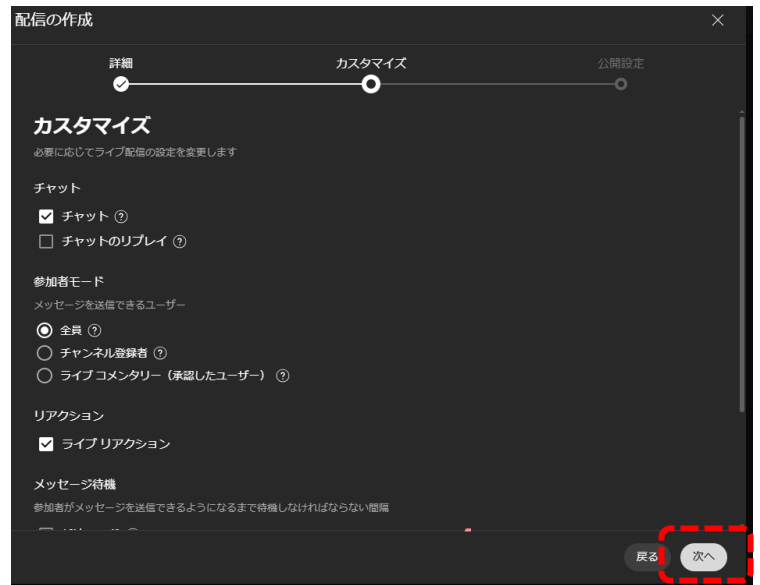 配信の作成
詳細
カスタマイズ
公開設定
カスタマイズ
必要に応じてライブ配信の設定を変更します
チャット
チャット
チャットのリプレイ
参加者モード
メッセージを送信できるユーザー
全員
チャンネル登録者
ライブ コメンタリー（承認したユーザー）
リアクション
ライブ リアクション
メッセージ待機
参加者がメッセージを送信できるようになるまで待機しなければならない間隔
戻る
次へ